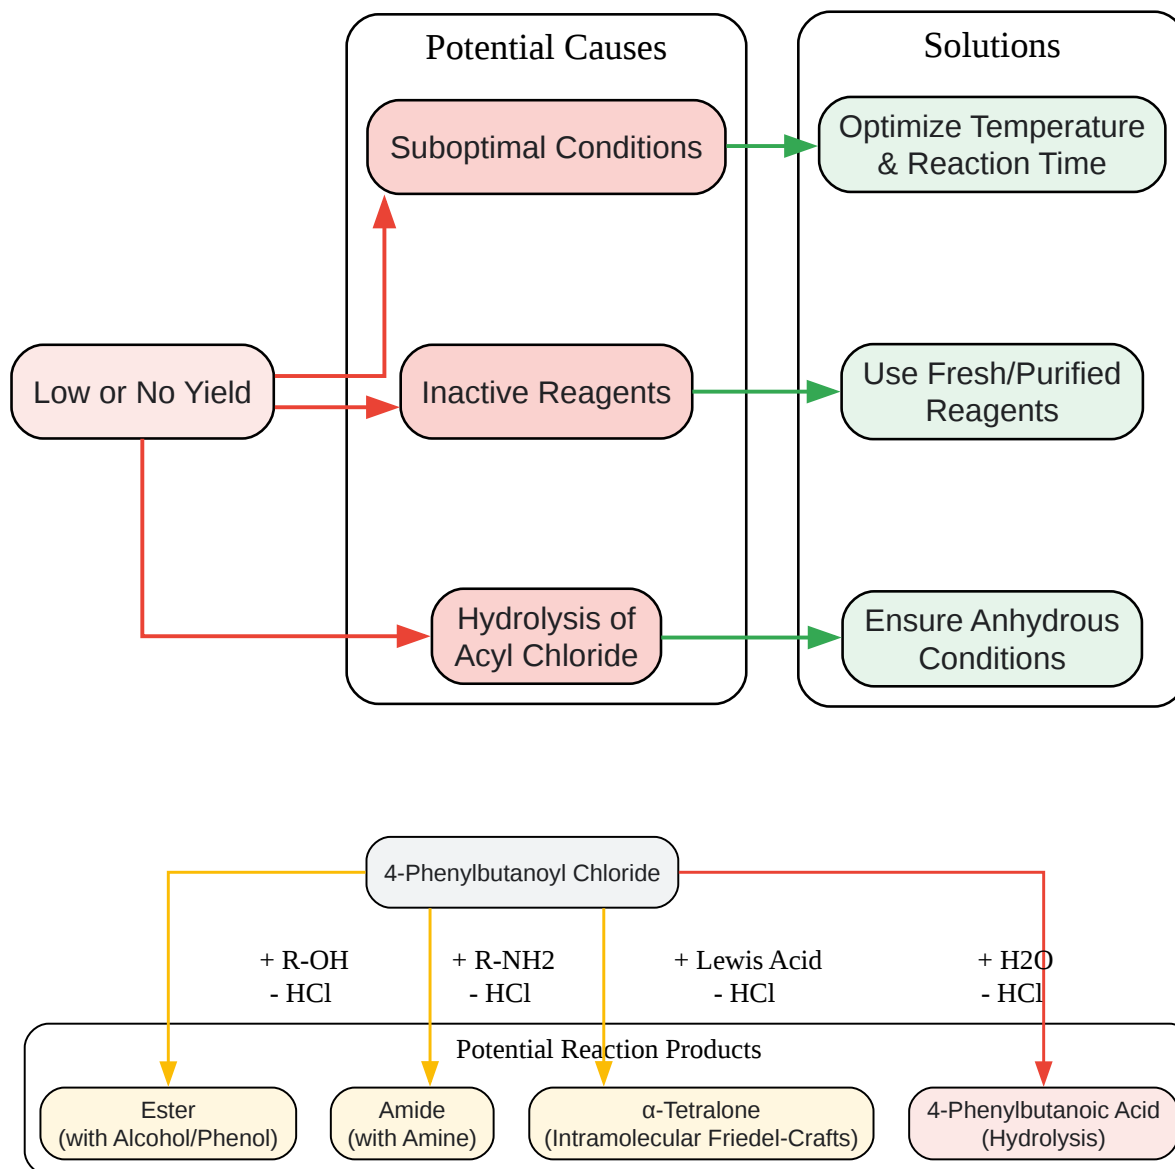 Potential Causes
Solutions
Suboptimal Conditions
Optimize Temperature
& Reaction Time
Low or No Yield
Inactive Reagents
Use Fresh/Purified
Reagents
Hydrolysis of
Acyl Chloride
Ensure Anhydrous
Conditions
4-Phenylbutanoyl Chloride
+ R-OH
- HCl
+ R-NH2
- HCl
+ Lewis Acid
- HCl
+ H2O
- HCl
Potential Reaction Products
Ester
(with Alcohol/Phenol)
Amide
(with Amine)
α-Tetralone
(Intramolecular Friedel-Crafts)
4-Phenylbutanoic Acid
(Hydrolysis)